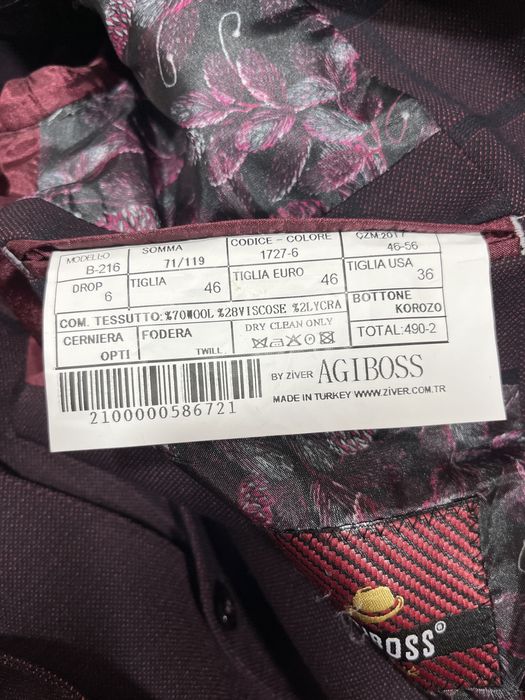 MODELLO SOMMA CODICE - COLORE ÇZM:2017
B-216 71/119 1727-6 46-56
DROP 6 TIGLIA 46 TIGLIA EURO 46 TIGLIA USA 36
COM. TESSUTO:%70WOOL %28VISCOSE %2LYCRA BOTTONE KOROZO
CERNIERA OPTI FODERA TWILL DRY CLEAN ONLY TOTAL:490-2
2100000586721
BY ZİVER AGIBOSS
MADE IN TURKEY WWW.ZIVER.COM.TR
IBOSS®